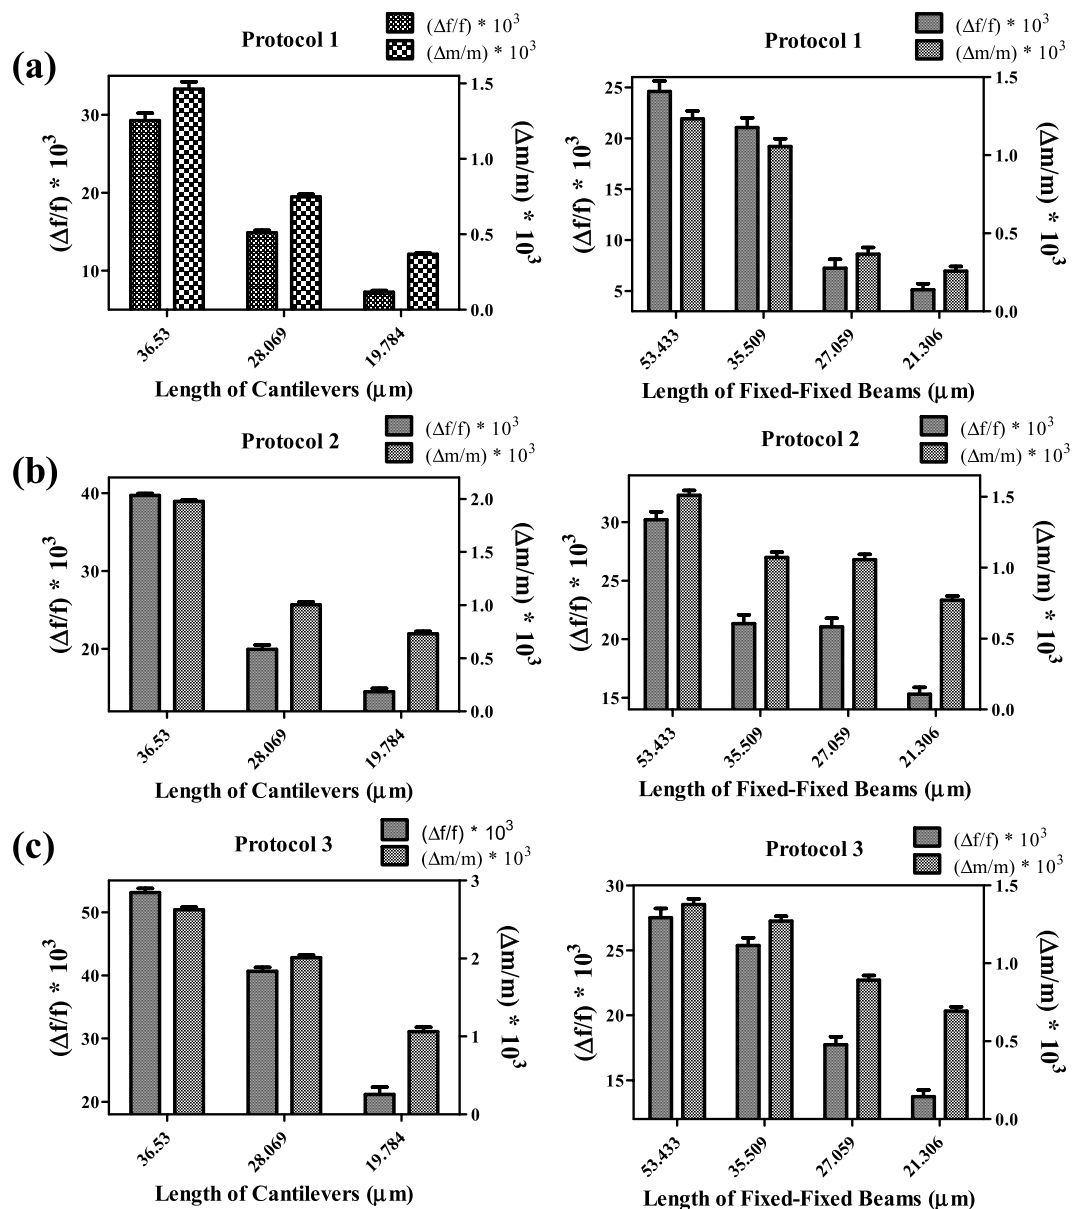 (a)
Protocol 1
(Δf/f) * 10³
(Δm/m) * 10³
30
20
10
1.5
1.0
0.5
0.0
(Δf/f) * 10³
(Δm/m) * 10³
36.53
28.069
19.784
Length of Cantilevers (μm)
Protocol 1
(Δf/f) * 10³
(Δm/m) * 10³
25
20
15
10
5
1.5
1.0
0.5
0.0
(Δf/f) * 10³
(Δm/m) * 10³
53.433
35.509
27.059
21.306
Length of Fixed-Fixed Beams (μm)
(b)
Protocol 2
(Δf/f) * 10³
(Δm/m) * 10³
40
30
20
2.0
1.5
1.0
0.5
0.0
(Δf/f) * 10³
(Δm/m) * 10³
36.53
28.069
19.784
Length of Cantilevers (μm)
Protocol 2
(Δf/f) * 10³
(Δm/m) * 10³
30
25
20
15
1.5
1.0
0.5
0.0
(Δf/f) * 10³
(Δm/m) * 10³
53.433
35.509
27.059
21.306
Length of Fixed-Fixed Beams (μm)
(c)
Protocol 3
(Δf/f) * 10³
(Δm/m) * 10³
50
40
30
20
3
2
1
0
(Δf/f) * 10³
(Δm/m) * 10³
36.53
28.069
19.784
Length of Cantilevers (μm)
Protocol 3
(Δf/f) * 10³
(Δm/m) * 10³
30
25
20
15
1.5
1.0
0.5
0.0
(Δf/f) * 10³
(Δm/m) * 10³
53.433
35.509
27.059
21.306
Length of Fixed-Fixed Beams (μm)